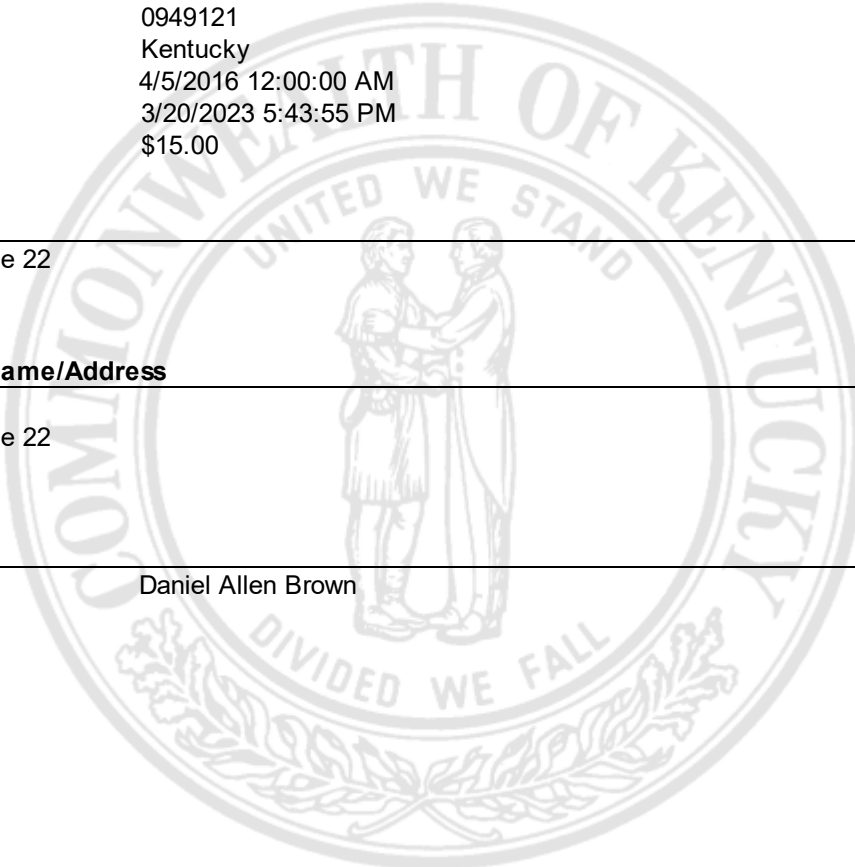 0949121
Kentucky
4/5/2016 12:00:00 AM
3/20/2023 5:43:55 PM
$15.00
e 22
ame/Address
e 22
Daniel Allen Brown
COMMONWEALTH OF KENTUCKY
UNITED WE STAND
DIVIDED WE FALL